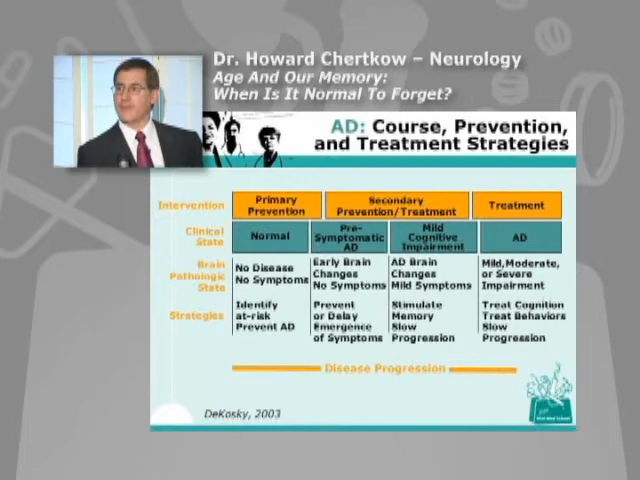 Dr. Howard Chertkow – Neurology
Age And Our Memory:
When Is It Normal To Forget?
AD: Course, Prevention,
and Treatment Strategies
Intervention
Primary
Prevention
Secondary
Prevention/Treatment
Treatment
Clinical
State
Normal
Pre-
Symptomatic
AD
Mild
Cognitive
Impairment
AD
Brain
Pathologic
State
No Disease
No Symptoms
Early Brain
Changes
No Symptoms
AD Brain
Changes
Mild Symptoms
Mild,Moderate,
or Severe
Impairment
Strategies
Identify
at-risk
Prevent AD
Prevent
or Delay
Emergence
of Symptoms
Stimulate
Memory
Slow
Progression
Treat Cognition
Treat Behaviors
Slow
Progression
Disease Progression
DeKosky, 2003